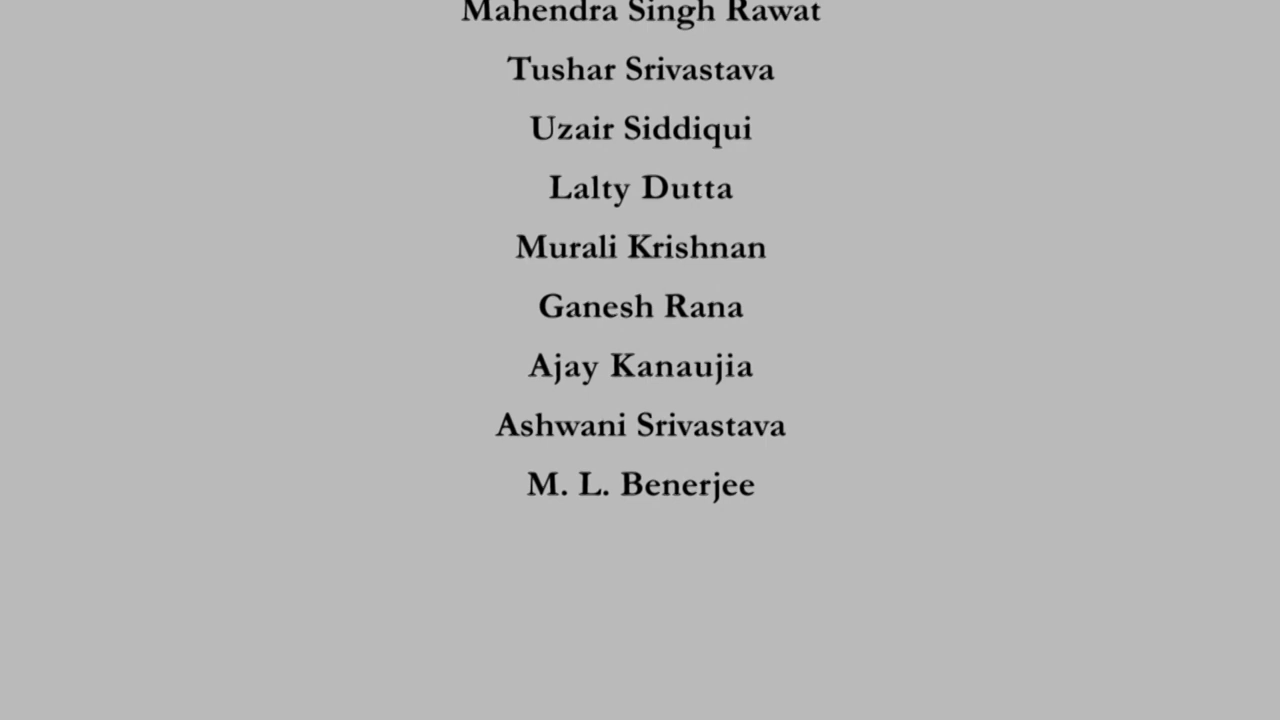 Mahendra Singh Rawat
Tushar Srivastava
Uzair Siddiqui
Lalty Dutta
Murali Krishnan
Ganesh Rana
Ajay Kanaujia
Ashwani Srivastava
M. L. Benerjee